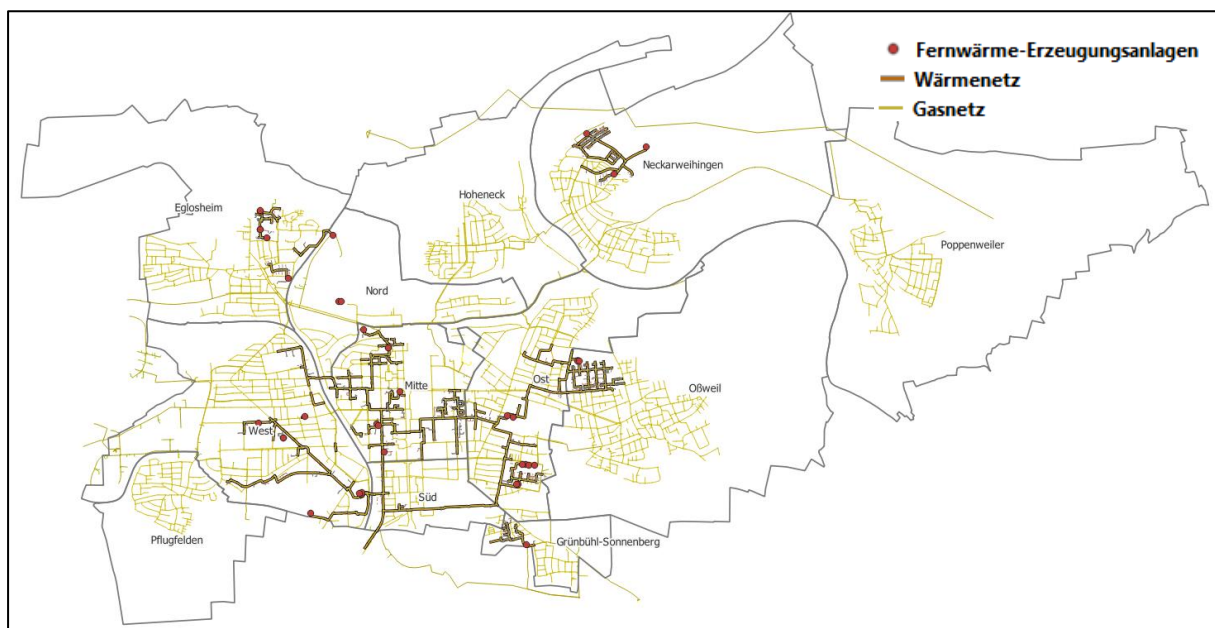 Fernwärme-Erzeugungsanlagen
Wärmenetz
Gasnetz
Neckarweihingen
Hoheneck
Eglosheim
Poppenweiler
Nord
Mitte
Ost
Oßweil
West
Süd
Pflugfelden
Grünbühl-Sonnenberg